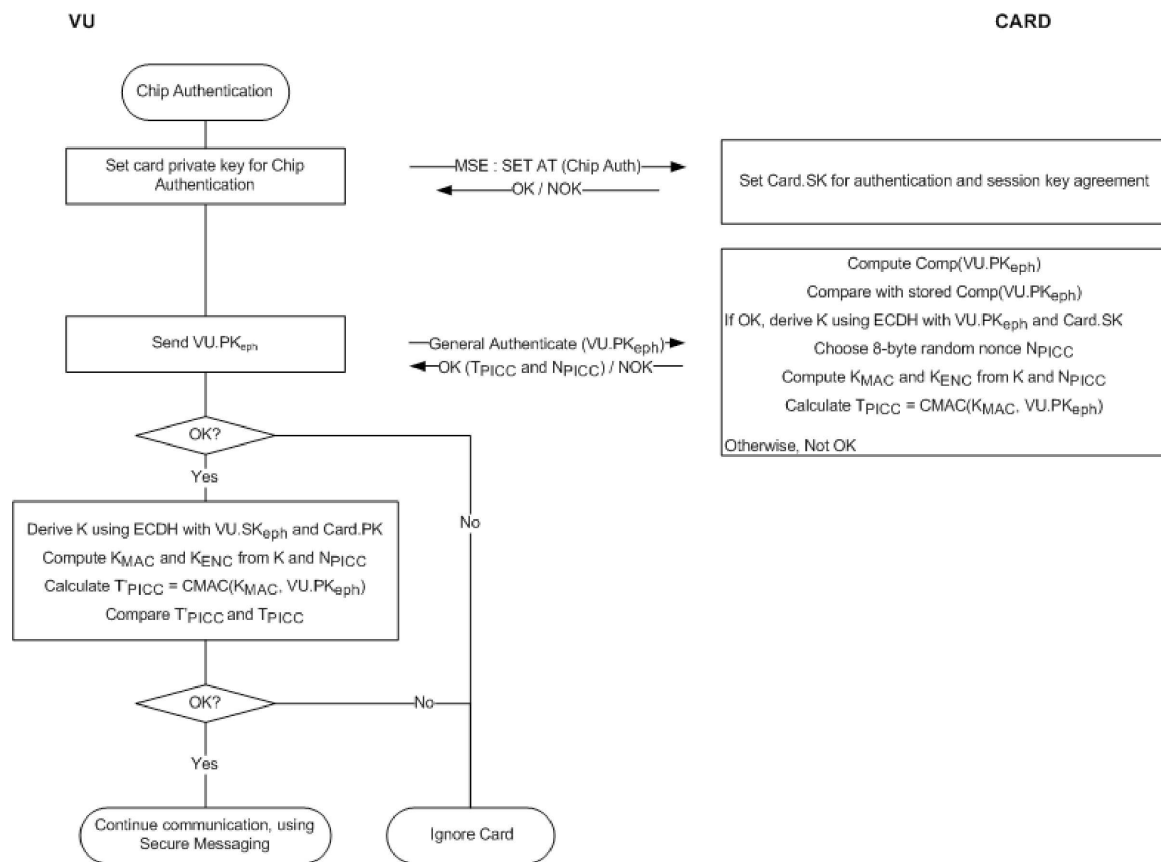 VU
CARD
Chip Authentication
Set card private key for Chip
Authentication
MSE : SET AT (Chip Auth)
OK / NOK
Set Card.SK for authentication and session key agreement
Compute Comp(VU.PKeph)
Compare with stored Comp(VU.PKeph)
If OK, derive K using ECDH with VU.PKeph and Card.SK
Choose 8-byte random nonce NPICC
Compute KMAC and KENC from K and NPICC
Calculate TPICC = CMAC(KMAC, VU.PKeph)
Otherwise, Not OK
Send VU.PKeph
General Authenticate (VU.PKeph)
OK (TPICC and NPICC) / NOK
OK?
Yes
No
Derive K using ECDH with VU.SKeph and Card.PK
Compute KMAC and KENC from K and NPICC
Calculate T'PICC = CMAC(KMAC, VU.PKeph)
Compare T'PICC and TPICC
OK?
No
Yes
Continue communication, using
Secure Messaging
Ignore Card